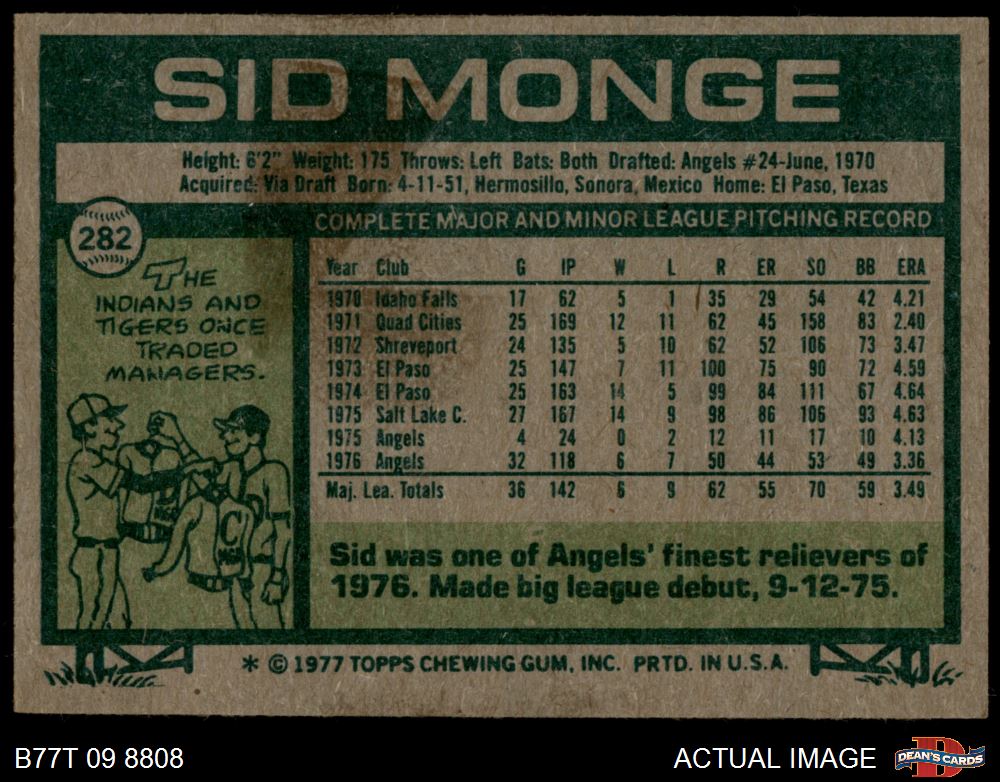 SID MONGE
Height: 6'2" Weight: 175 Throws: Left Bats: Both Drafted: Angels #24-June, 1970
Acquired: Via Draft Born: 4-11-51, Hermosillo, Sonora, Mexico Home: El Paso, Texas
282
COMPLETE MAJOR AND MINOR LEAGUE PITCHING RECORD
THE
INDIANS AND
TIGERS ONCE
TRADED
MANAGERS.
C
MGR
Year Club G IP W L R ER SO BB ERA
1970 Idaho Falls 17 62 5 1 35 29 54 42 4.21
1971 Quad Cities 25 169 12 11 62 45 158 83 2.40
1972 Shreveport 24 135 5 10 62 52 106 73 3.47
1973 El Paso 25 147 7 11 100 75 90 72 4.59
1974 El Paso 25 163 14 5 99 84 111 67 4.64
1975 Salt Lake C. 27 167 14 9 98 86 106 93 4.63
1975 Angels 4 24 0 2 12 11 17 10 4.13
1976 Angels 32 118 6 7 50 44 53 49 3.36
Maj. Lea. Totals 36 142 6 9 62 55 70 59 3.49
Sid was one of Angels' finest relievers of
1976. Made big league debut, 9-12-75.
* © 1977 TOPPS CHEWING GUM, INC. PRTD. IN U.S.A.
B77T 09 8808
ACTUAL IMAGE
D
DEAN'S CARDS